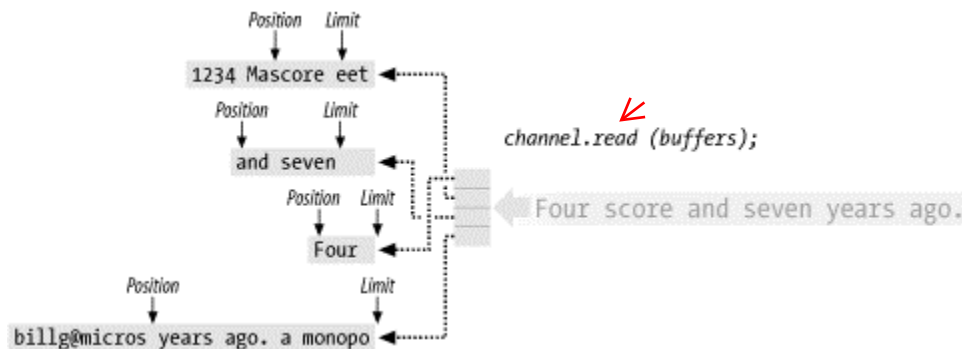 Position Limit
1234 Mascore eet
Position Limit
channel.read (buffers);
and seven
Position Limit
Four score and seven years ago.
Four
Position Limit
billg@micros years ago. a monopo